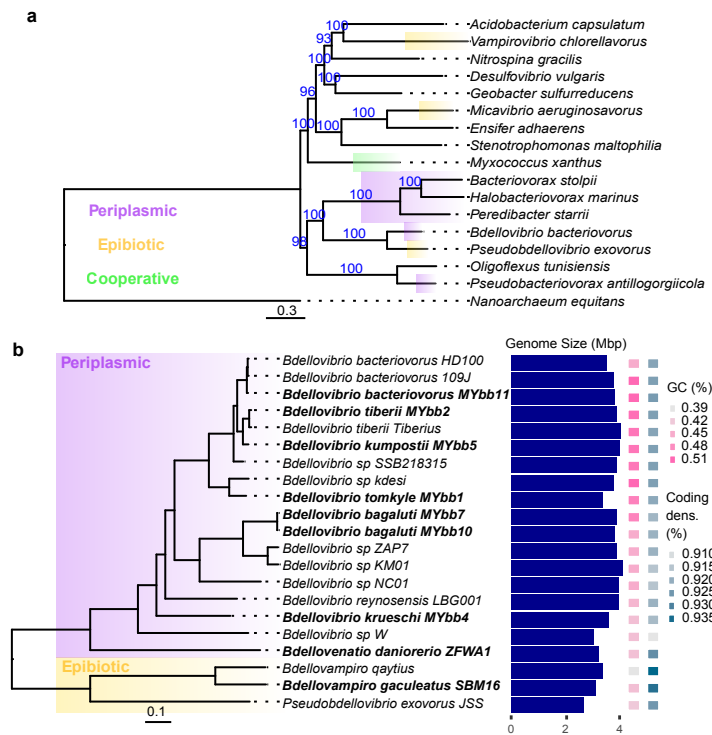 a
100
93
100
100
96
100
100
100
100
100
100
98
100
Acidobacterium capsulatum
Vampirovibrio chlorellavorus
Nitrospina gracilis
Desulfovibrio vulgaris
Geobacter sulfurreducens
Micavibrio aeruginosavorus
Ensifer adhaerens
Stenotrophomonas maltophilia
Myxococcus xanthus
Bacteriovorax stolpii
Halobacteriovorax marinus
Peredibacter starrii
Bdellovibrio bacteriovorus
Pseudobdellovibrio exovorus
Oligoflexus tunisiensis
Pseudobacteriovorax antillogorgiicola
Nanoarchaeum equitans
Periplasmic
Epibiotic
Cooperative
0.3
b
Periplasmic
Epibiotic
Bdellovibrio bacteriovorus HD100
Bdellovibrio bacteriovorus 109J
Bdellovibrio bacteriovorus MYbb11
Bdellovibrio tiberii MYbb2
Bdellovibrio tiberii Tiberius
Bdellovibrio kumpostii MYbb5
Bdellovibrio sp SSB218315
Bdellovibrio sp kdesi
Bdellovibrio tomkyle MYbb1
Bdellovibrio bagaluti MYbb7
Bdellovibrio bagaluti MYbb10
Bdellovibrio sp ZAP7
Bdellovibrio sp KM01
Bdellovibrio sp NC01
Bdellovibrio reynosensis LBG001
Bdellovibrio krueschi MYbb4
Bdellovibrio sp W
Bdellovenatio daniorerio ZFWA1
Bdellovampiro qaytius
Bdellovampiro gaculeatus SBM16
Pseudobdellovibrio exovorus JSS
0.1
Genome Size (Mbp)
0 2 4
GC (%)
0.39
0.42
0.45
0.48
0.51
Coding
dens.
(%)
0.910
0.915
0.920
0.925
0.930
0.935